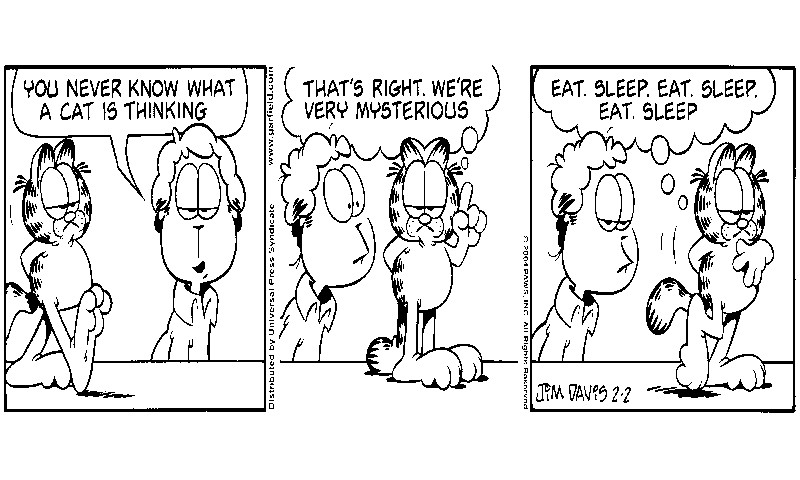 YOU NEVER KNOW WHAT
A CAT IS THINKING
www.garfield.com
Distributed by Universal Press Syndicate
THAT'S RIGHT. WE'RE
VERY MYSTERIOUS
© 2004 PAWS, INC. All Rights Reserved
EAT. SLEEP. EAT. SLEEP.
EAT. SLEEP
JIM DAVIS 2-2